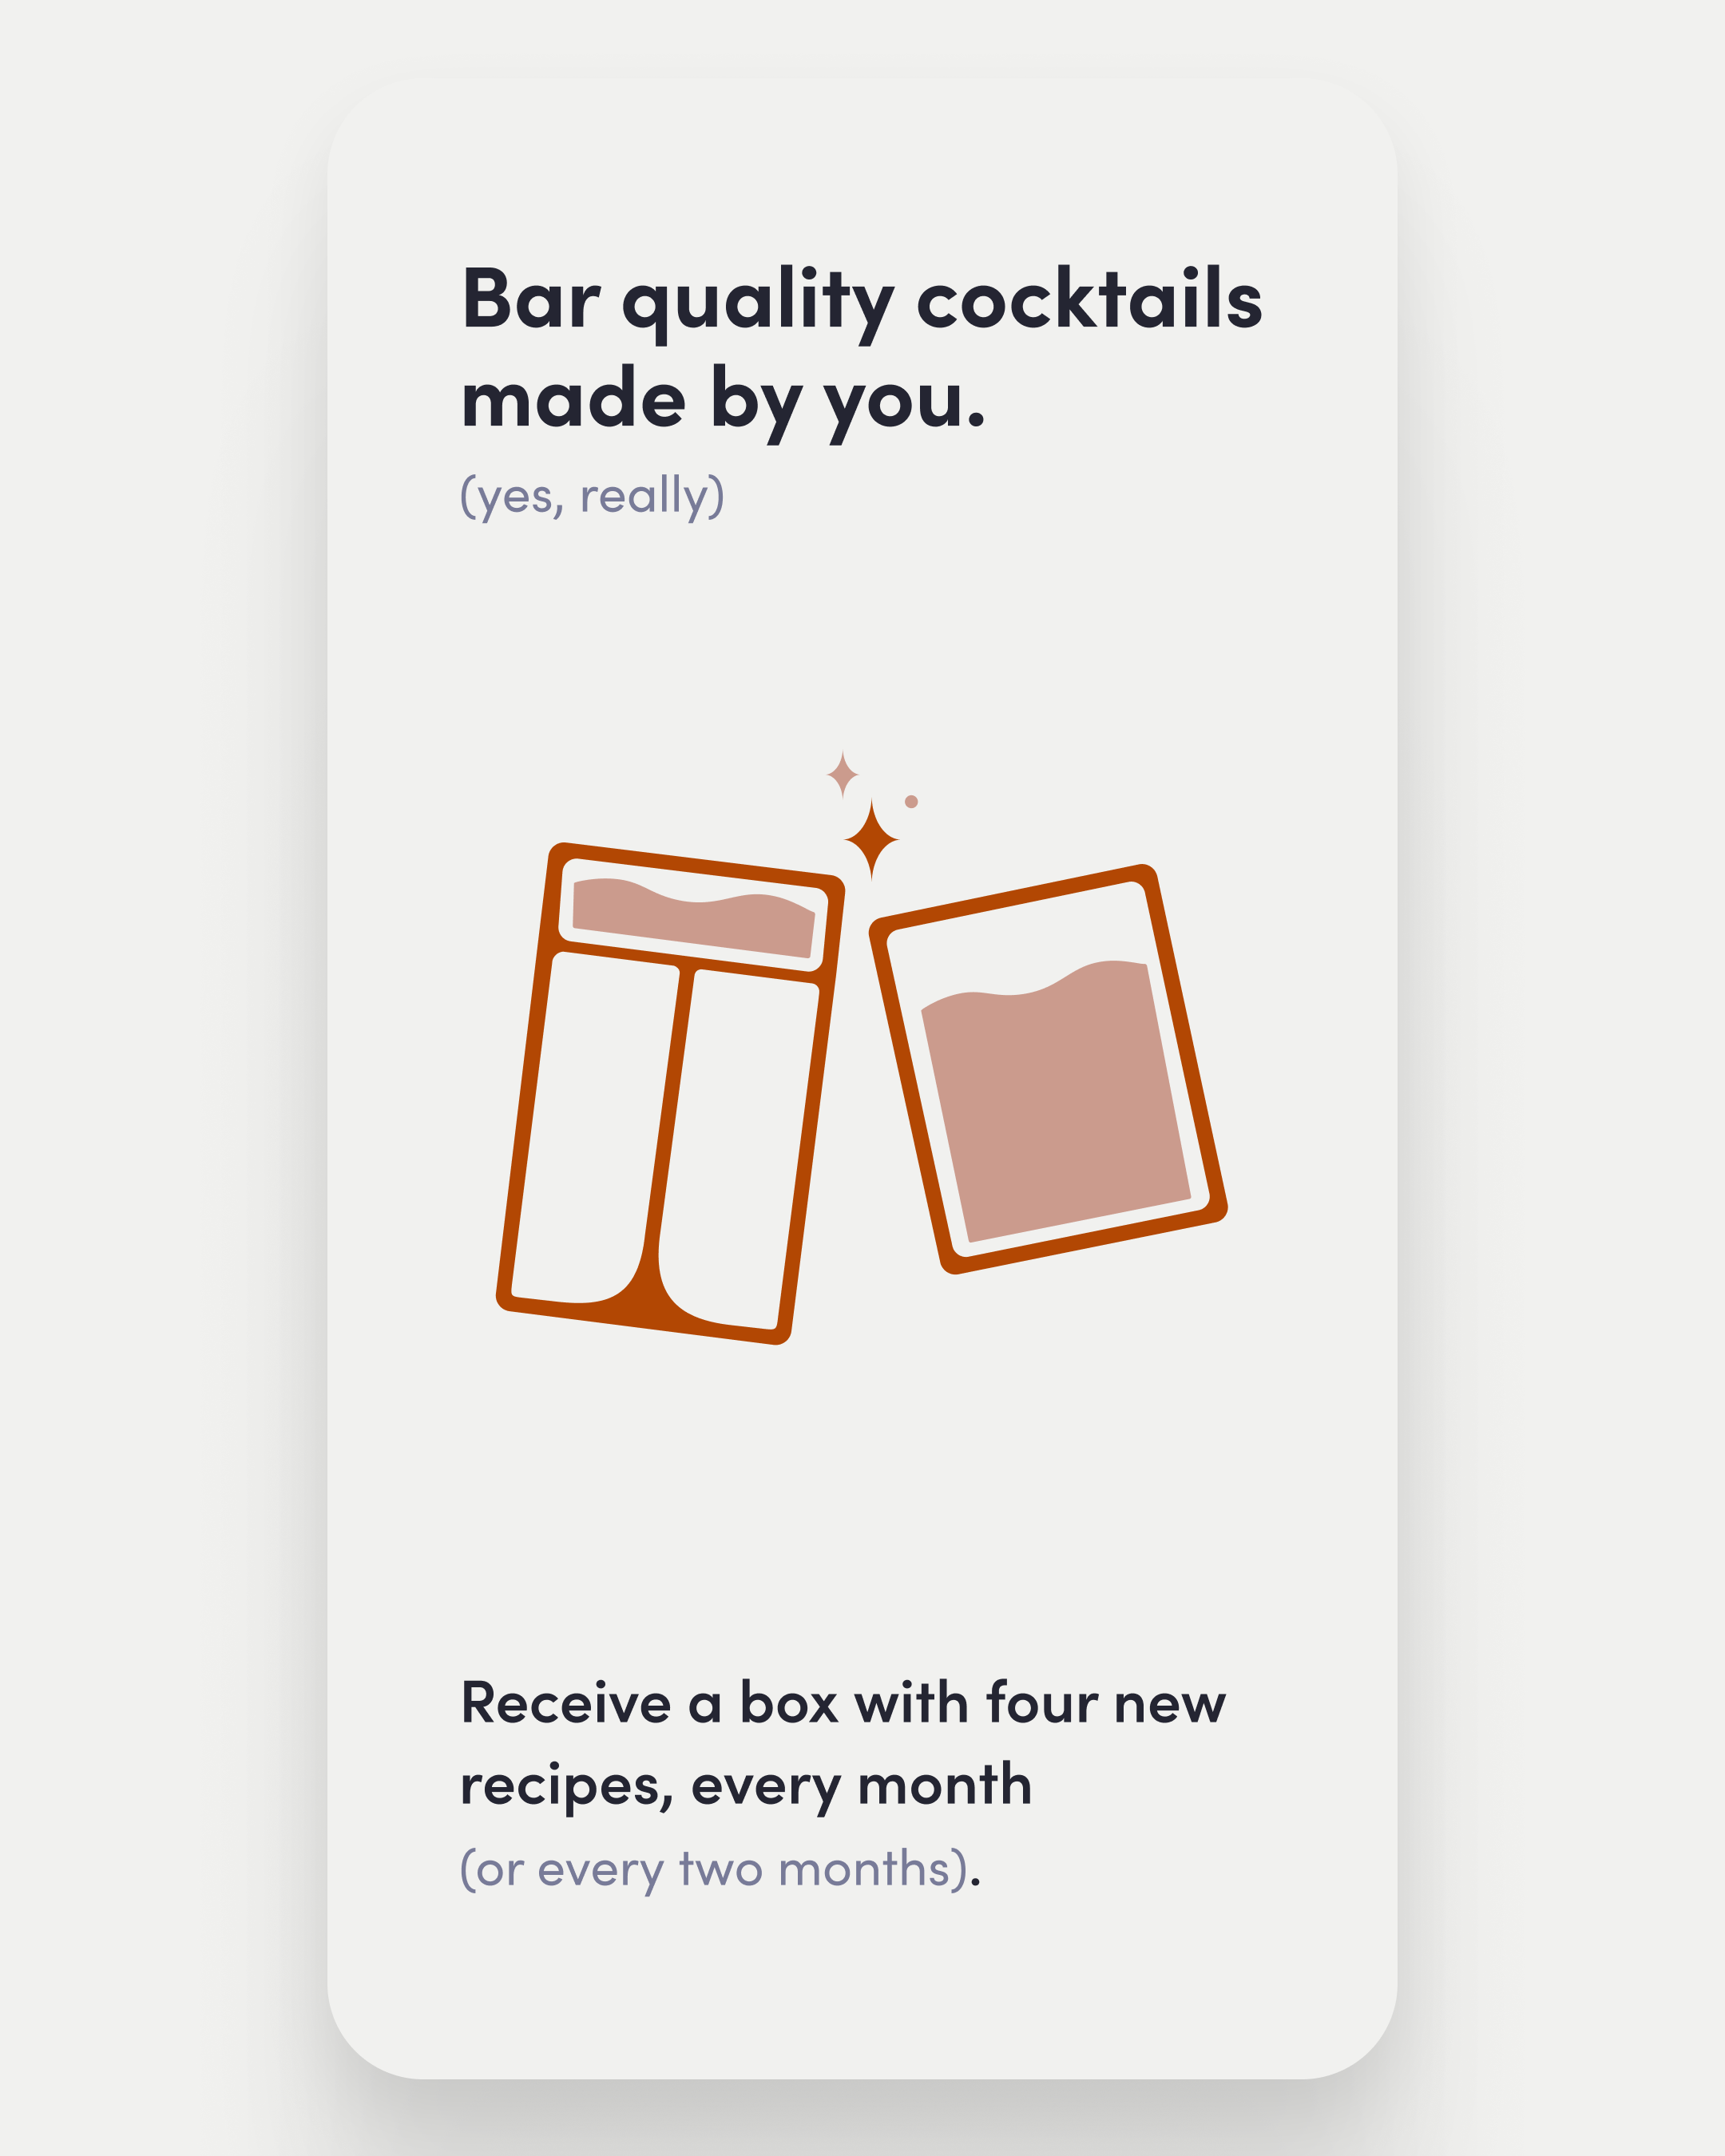 Bar quality cocktails
made by you.
(yes, really)
Receive a box with four new
recipes, every month
(or every two months).